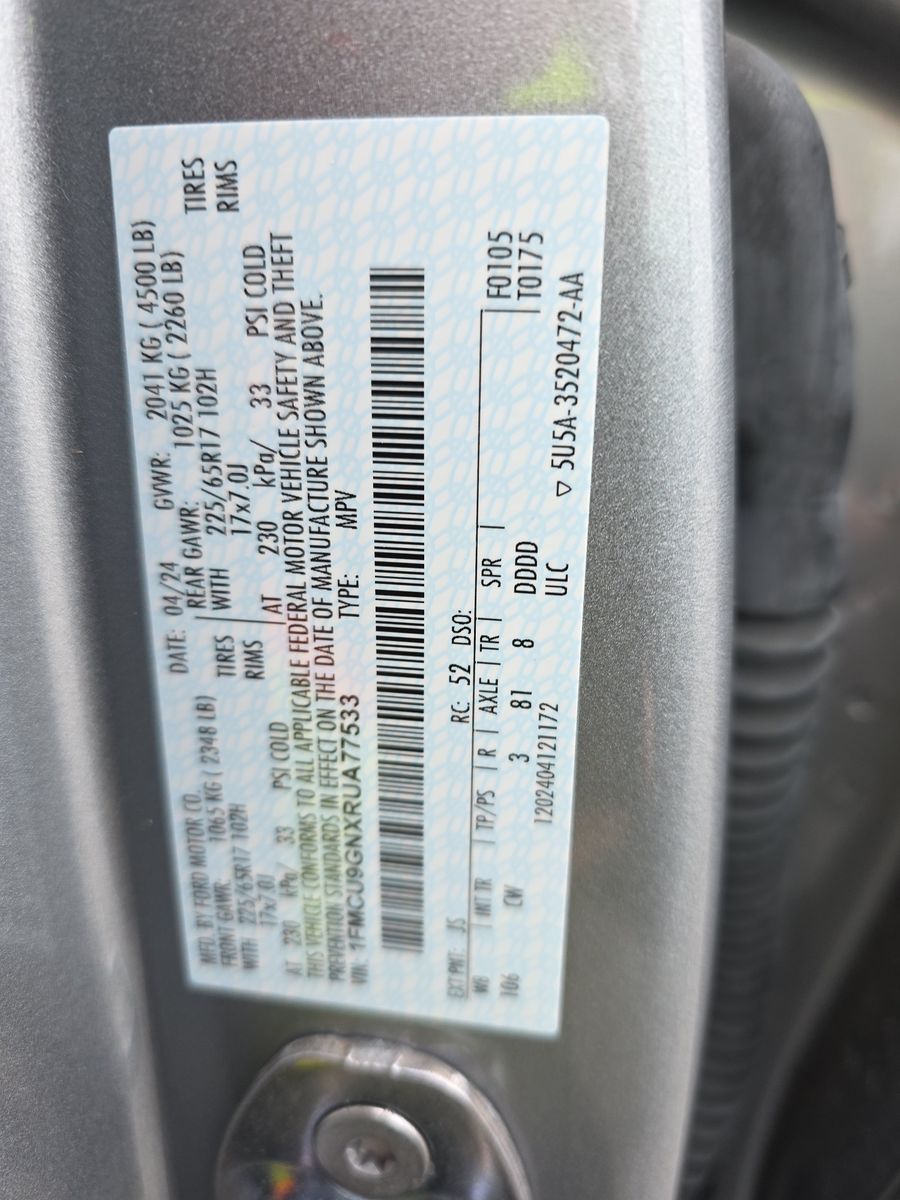 MFD. BY FORD MOTOR CO. DATE: 04/24 GVWR: 2041 KG ( 4500 LB)
FRONT GAWR: 1065 KG ( 2348 LB) REAR GAWR: 1025 KG ( 2260 LB)
WITH 225/65R17 102H TIRES WITH 225/65R17 102H TIRES
17x7.0J RIMS 17x7.0J RIMS
AT 230 kPa/ 33 PSI COLD AT 230 kPa/ 33 PSI COLD
THIS VEHICLE CONFORMS TO ALL APPLICABLE FEDERAL MOTOR VEHICLE SAFETY AND THEFT
PREVENTION STANDARDS IN EFFECT ON THE DATE OF MANUFACTURE SHOWN ABOVE.
VIN: 1FMCU9GNXRUA77533 TYPE: MPV
EXT PNT: JS RC: 52 DSO:
WB INT TR TP/PS R AXLE TR SPR F0105
106 CW 3 81 8 DDDD T0175
12024041211172 ULC ▽ 5U5A-3520472-AA